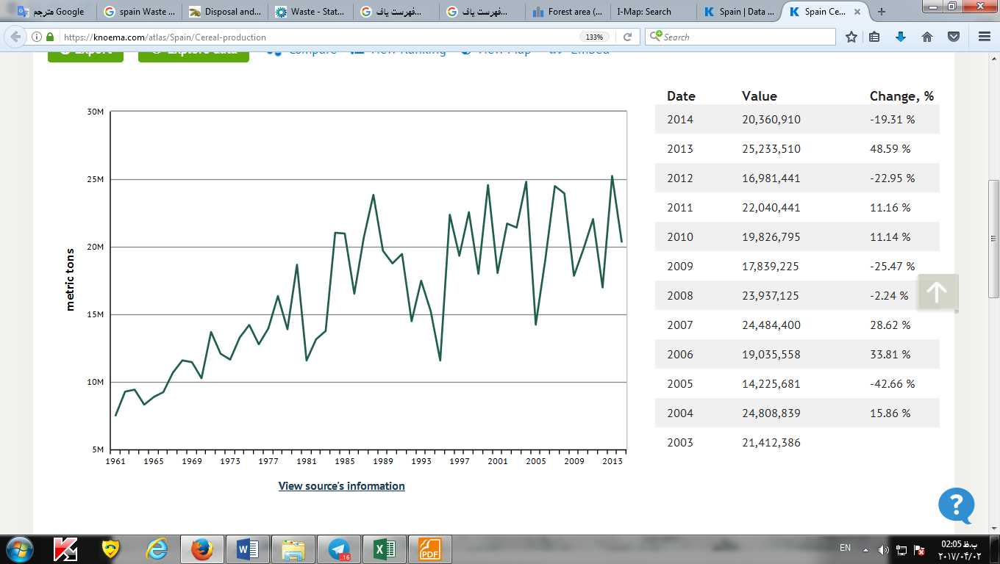 مترجم Google
spain Waste ...
Disposal and...
Waste - Stat...
فهرست یاف...
فهرست یاف...
Forest area (...
I-Map: Search
Spain | Data ...
Spain Ce...
https://knoema.com/atlas/Spain/Cereal-production
133%
Search
Export
Explore data
Compare
View Ranking
View Map
Embed
Date Value Change, %
2014 20,360,910 -19.31 %
2013 25,233,510 48.59 %
2012 16,981,441 -22.95 %
2011 22,040,441 11.16 %
2010 19,826,795 11.14 %
2009 17,839,225 -25.47 %
2008 23,937,125 -2.24 %
2007 24,484,400 28.62 %
2006 19,035,558 33.81 %
2005 14,225,681 -42.66 %
2004 24,808,839 15.86 %
2003 21,412,386
30M
25M
20M
15M
10M
5M
metric tons
1961 1965 1969 1973 1977 1981 1985 1989 1993 1997 2001 2005 2009 2013
View source's information
?
..16
PDF
EN
02:05 ب.ظ
۲۰۱۷/۰۴/۰۲